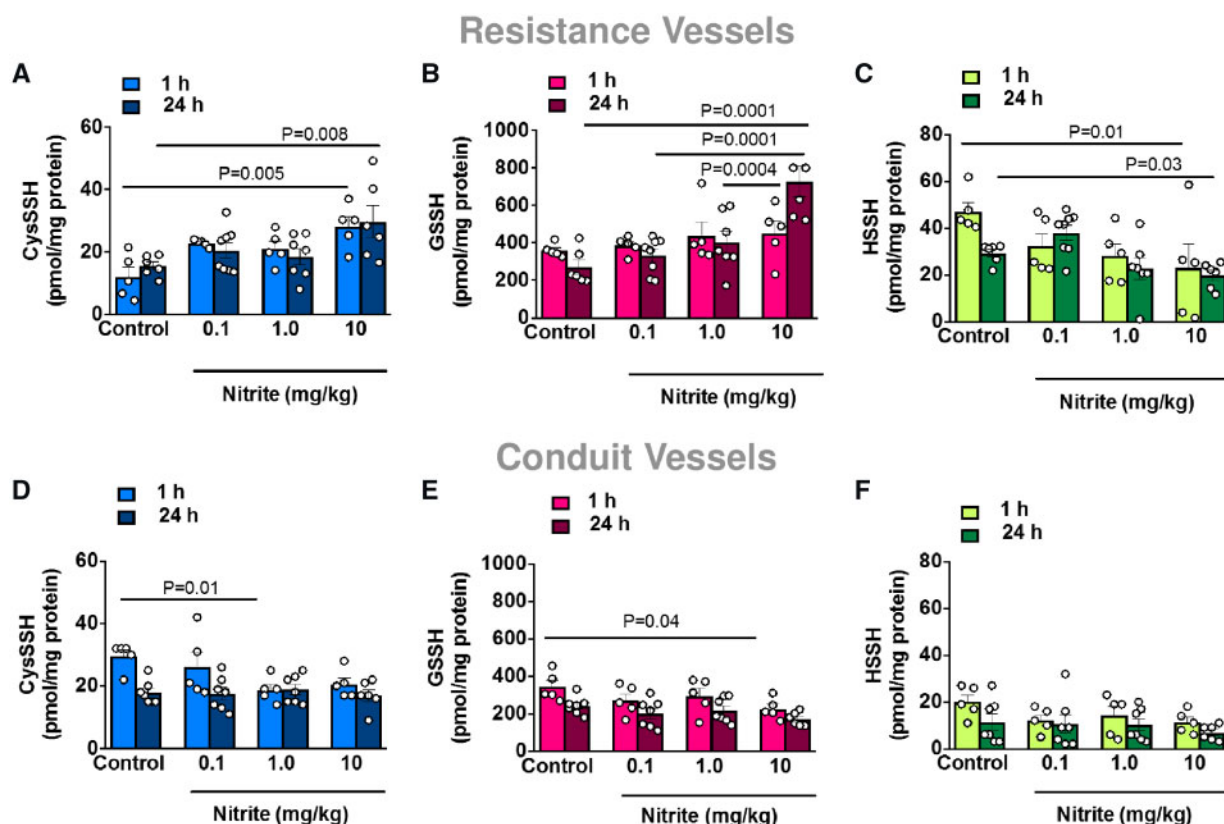 Resistance Vessels
A
1 h
24 h
CysSSH
(pmol/mg protein)
60
40
20
0
P=0.008
P=0.005
Control
0.1
1.0
10
Nitrite (mg/kg)
B
1 h
24 h
GSSH
(pmol/mg protein)
1000
800
600
400
200
0
P=0.0001
P=0.0001
P=0.0004
Control
0.1
1.0
10
Nitrite (mg/kg)
C
1 h
24 h
HSSH
(pmol/mg protein)
80
60
40
20
0
P=0.01
P=0.03
Control
0.1
1.0
10
Nitrite (mg/kg)
Conduit Vessels
D
1 h
24 h
CysSSH
(pmol/mg protein)
60
40
20
0
P=0.01
Control
0.1
1.0
10
Nitrite (mg/kg)
E
1 h
24 h
GSSH
(pmol/mg protein)
1000
800
600
400
200
0
P=0.04
Control
0.1
1.0
10
Nitrite (mg/kg)
F
1 h
24 h
HSSH
(pmol/mg protein)
80
60
40
20
0
Control
0.1
1.0
10
Nitrite (mg/kg)